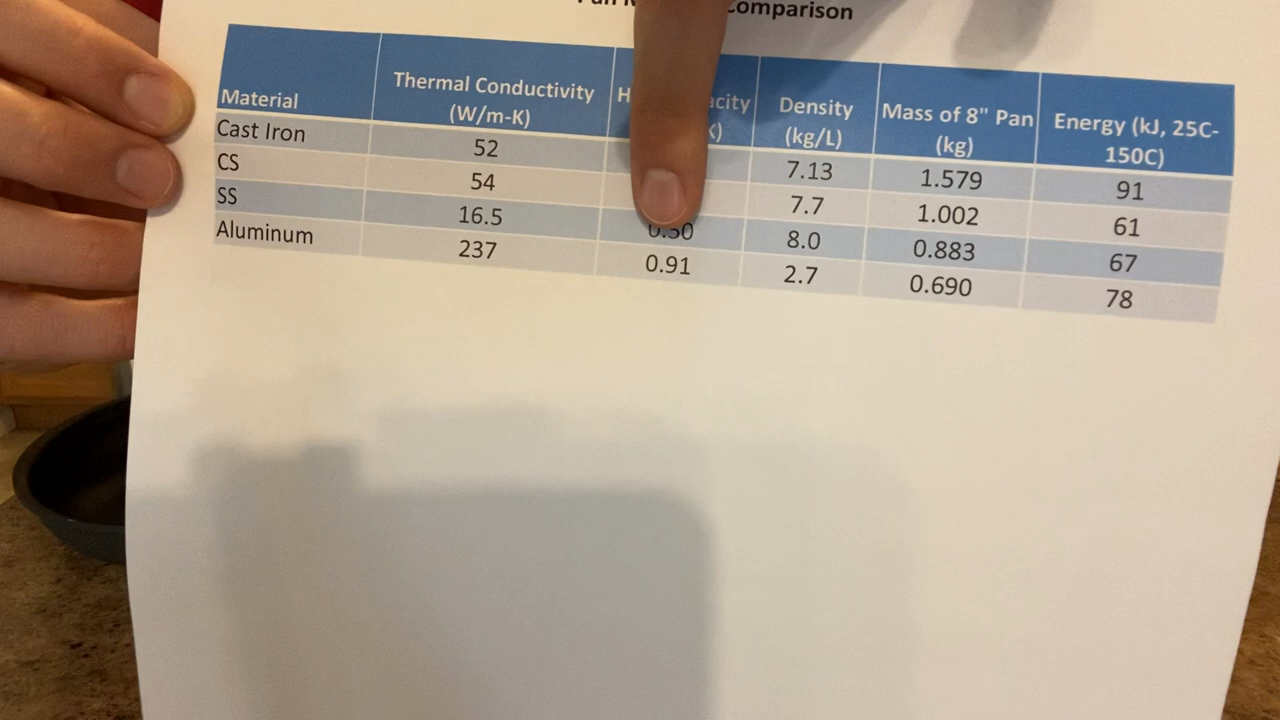 Comparison
Material Thermal Conductivity (W/m-K) Density (kg/L) Mass of 8" Pan (kg) Energy (kJ, 25C-150C)
Cast Iron 52 7.13 1.579 91
CS 54 7.7 1.002 61
SS 16.5 0.50 8.0 0.883 67
Aluminum 237 0.91 2.7 0.690 78